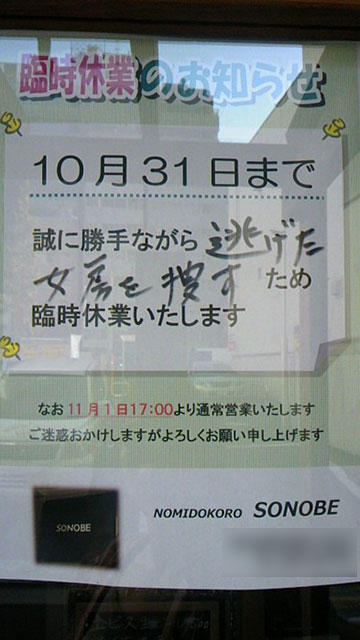 臨時休業のお知らせ
10月31日まで
誠に勝手ながら 逃げた
女房を捜す ため
臨時休業いたします
なお11月1日17:00より通常営業いたします
ご迷惑おかけしますがよろしくお願い申し上げます
SONOBE
NOMIDOKORO SONOBE